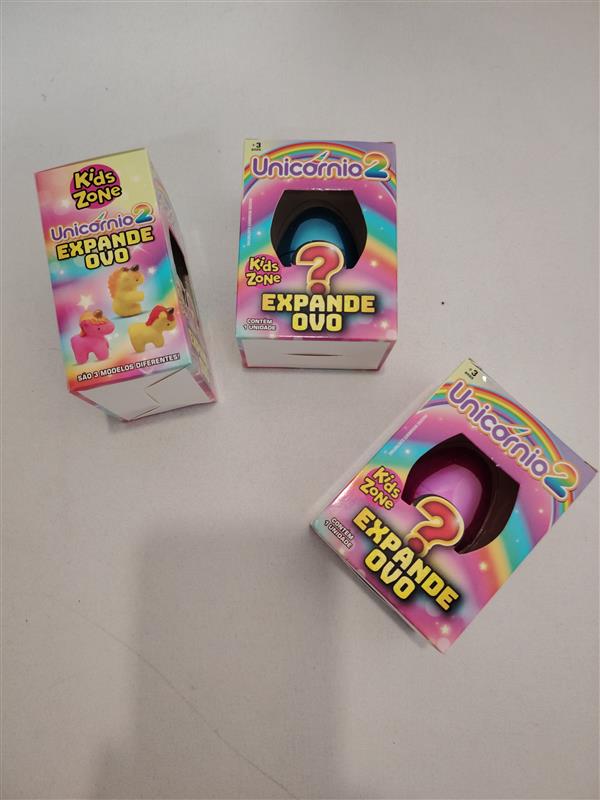 Kids
Zone
Unicórnio 2
EXPANDE
OVO
SÃO 3 MODELOS DIFERENTES!
+3
Unicórnio 2
Kids
Zone
?
EXPANDE
OVO
CONTÉM
1 UNIDADE
+3
Unicórnio 2
Kids
Zone
?
EXPANDE
OVO
CONTÉM
1 UNIDADE